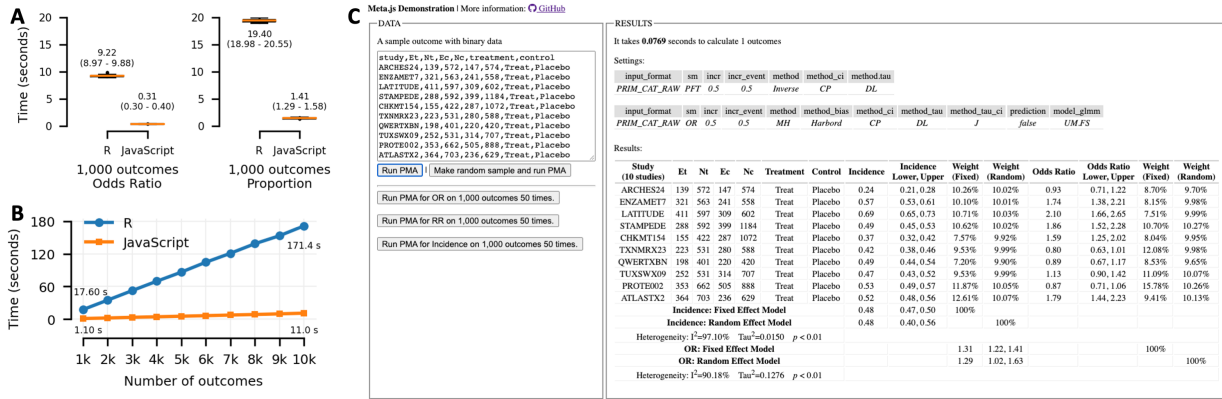 A
Time (seconds)
20
15
10
5
0
9.22
(8.97 - 9.88)
0.31
(0.30 - 0.40)
R JavaScript
1,000 outcomes
Odds Ratio
20
15
10
5
0
19.40
(18.98 - 20.55)
1.41
(1.29 - 1.58)
R JavaScript
1,000 outcomes
Proportion
B
Time (seconds)
180
120
60
0
R
JavaScript
17.60 s
171.4 s
1.10 s
11.0 s
1k 2k 3k 4k 5k 6k 7k 8k 9k 10k
Number of outcomes
C
Meta.js Demonstration | More information: GitHub
DATA
A sample outcome with binary data
study,Et,Nt,Ec,Nc,treatment,control
ARCHES24,139,572,147,574,Treat,Placebo
ENZAMET7,321,563,241,558,Treat,Placebo
LATITUDE,411,597,309,602,Treat,Placebo
STAMPEDE,288,592,399,1184,Treat,Placebo
CHKMT154,155,422,287,1072,Treat,Placebo
TXNMRX23,223,531,280,588,Treat,Placebo
QWERTXBN,198,401,220,420,Treat,Placebo
TUXSWX09,252,531,314,707,Treat,Placebo
PROTE002,353,662,505,888,Treat,Placebo
ATLASTX2,364,703,236,629,Treat,Placebo
Run PMA | Make random sample and run PMA
Run PMA for OR on 1,000 outcomes 50 times.
Run PMA for RR on 1,000 outcomes 50 times.
Run PMA for Incidence on 1,000 outcomes 50 times.
RESULTS
It takes 0.0769 seconds to calculate 1 outcomes
Settings:
input_format sm incr incr_event method method_ci method.tau
PRIM_CAT_RAW PFT 0.5 0.5 Inverse CP DL
input_format sm incr incr_event method method_bias method_ci method_tau method_tau_ci prediction model_glmm
PRIM_CAT_RAW OR 0.5 0.5 MH Harbord CP DL J false UM.FS
Results:
Study (10 studies) Et Nt Ec Nc Treatment Control Incidence Incidence Lower, Upper Weight (Fixed) Weight (Random) Odds Ratio Odds Ratio Lower, Upper Weight (Fixed) Weight (Random)
ARCHES24 139 572 147 574 Treat Placebo 0.24 0.21, 0.28 10.26% 10.02% 0.93 0.71, 1.22 8.70% 9.70%
ENZAMET7 321 563 241 558 Treat Placebo 0.57 0.53, 0.61 10.10% 10.01% 1.74 1.38, 2.21 8.15% 9.98%
LATITUDE 411 597 309 602 Treat Placebo 0.69 0.65, 0.73 10.71% 10.03% 2.10 1.66, 2.65 7.51% 9.99%
STAMPEDE 288 592 399 1184 Treat Placebo 0.49 0.45, 0.53 10.62% 10.02% 1.86 1.52, 2.28 10.70% 10.27%
CHKMT154 155 422 287 1072 Treat Placebo 0.37 0.32, 0.42 7.57% 9.92% 1.59 1.25, 2.02 8.04% 9.95%
TXNMRX23 223 531 280 588 Treat Placebo 0.42 0.38, 0.46 9.53% 9.99% 0.80 0.63, 1.01 12.08% 9.98%
QWERTXBN 198 401 220 420 Treat Placebo 0.49 0.44, 0.54 7.20% 9.90% 0.89 0.67, 1.17 8.53% 9.65%
TUXSWX09 252 531 314 707 Treat Placebo 0.47 0.43, 0.52 9.53% 9.99% 1.13 0.90, 1.42 11.09% 10.07%
PROTE002 353 662 505 888 Treat Placebo 0.53 0.49, 0.57 11.87% 10.05% 0.87 0.71, 1.06 15.78% 10.26%
ATLASTX2 364 703 236 629 Treat Placebo 0.52 0.48, 0.56 12.61% 10.07% 1.79 1.44, 2.23 9.41% 10.13%
Incidence: Fixed Effect Model 0.48 0.47, 0.50 100%
Incidence: Random Effect Model 0.48 0.40, 0.56 100%
Heterogeneity: I²=97.10% Tau²=0.0150 p < 0.01
OR: Fixed Effect Model 1.31 1.22, 1.41 100%
OR: Random Effect Model 1.29 1.02, 1.63 100%
Heterogeneity: I²=90.18% Tau²=0.1276 p < 0.01